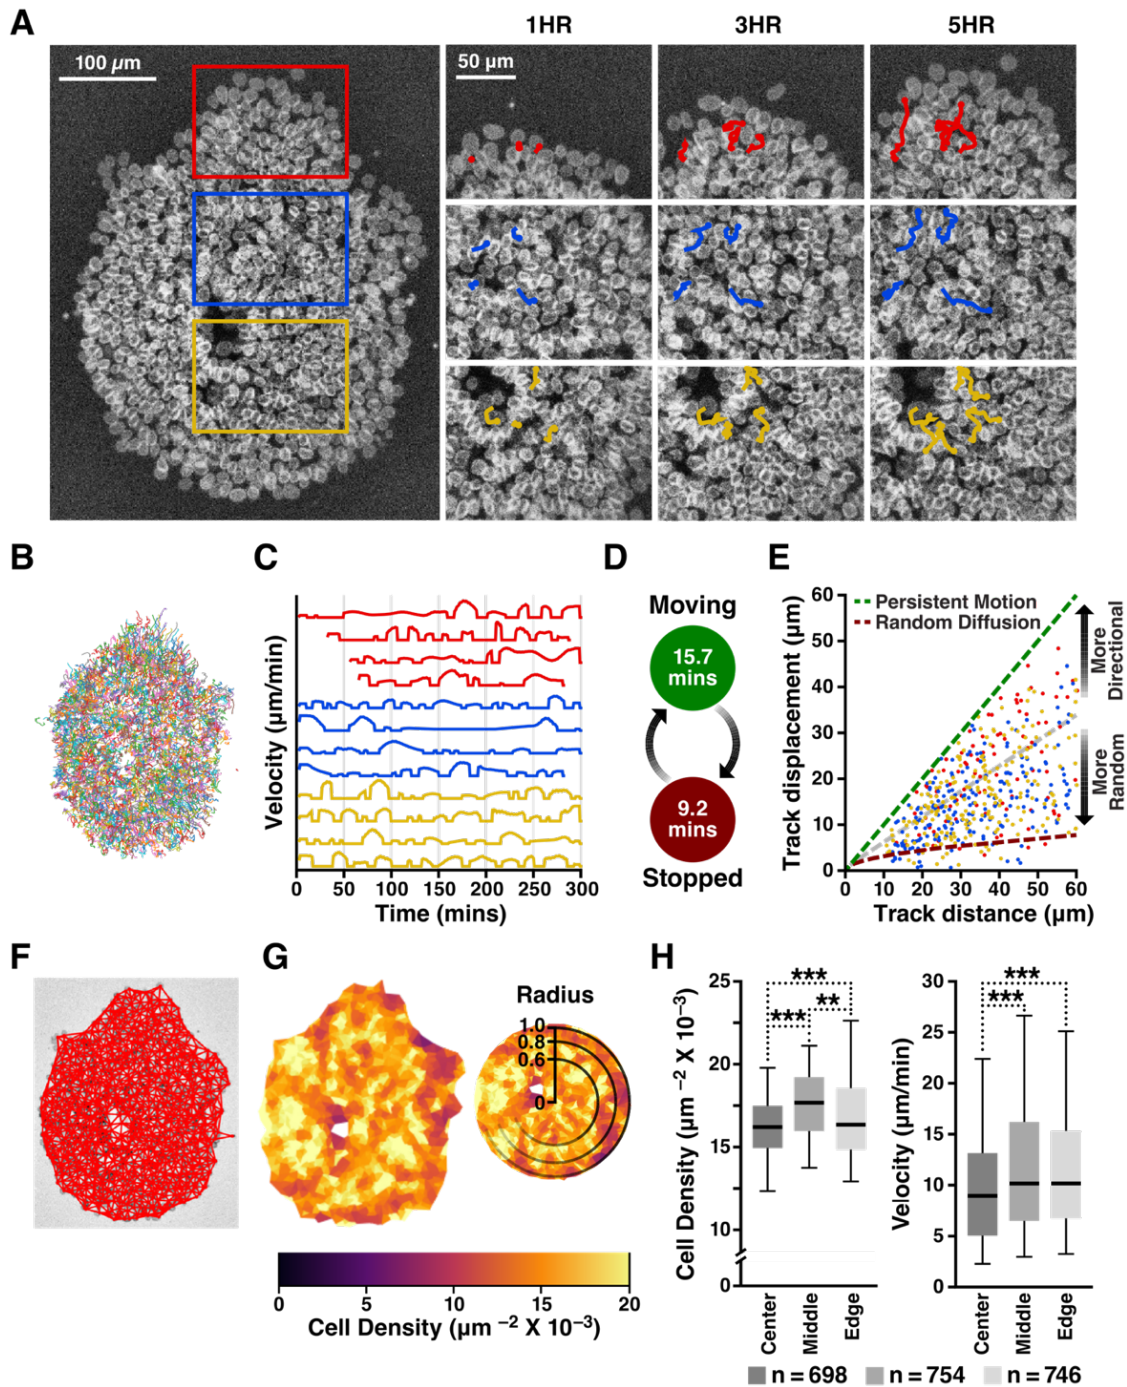 A
1HR
3HR
5HR
100 µm
50 µm
B
C
D
E
Velocity (µm/min)
0
50
100
150
200
250
300
Time (mins)
Moving
15.7
mins
9.2
mins
Stopped
Track displacement (µm)
60
50
40
30
20
10
0
Persistent Motion
Random Diffusion
More
Directional
More
Random
0
10
20
30
40
50
60
Track distance (µm)
F
G
H
Radius
1.0
0.8
0.6
0
0
5
10
15
20
Cell Density (µm⁻² X 10⁻³)
Cell Density (µm⁻² X 10⁻³)
25
20
15
10
0
***
***
**
Center
Middle
Edge
Velocity (µm/min)
30
25
20
15
10
5
0
***
***
Center
Middle
Edge
n = 698
n = 754
n = 746